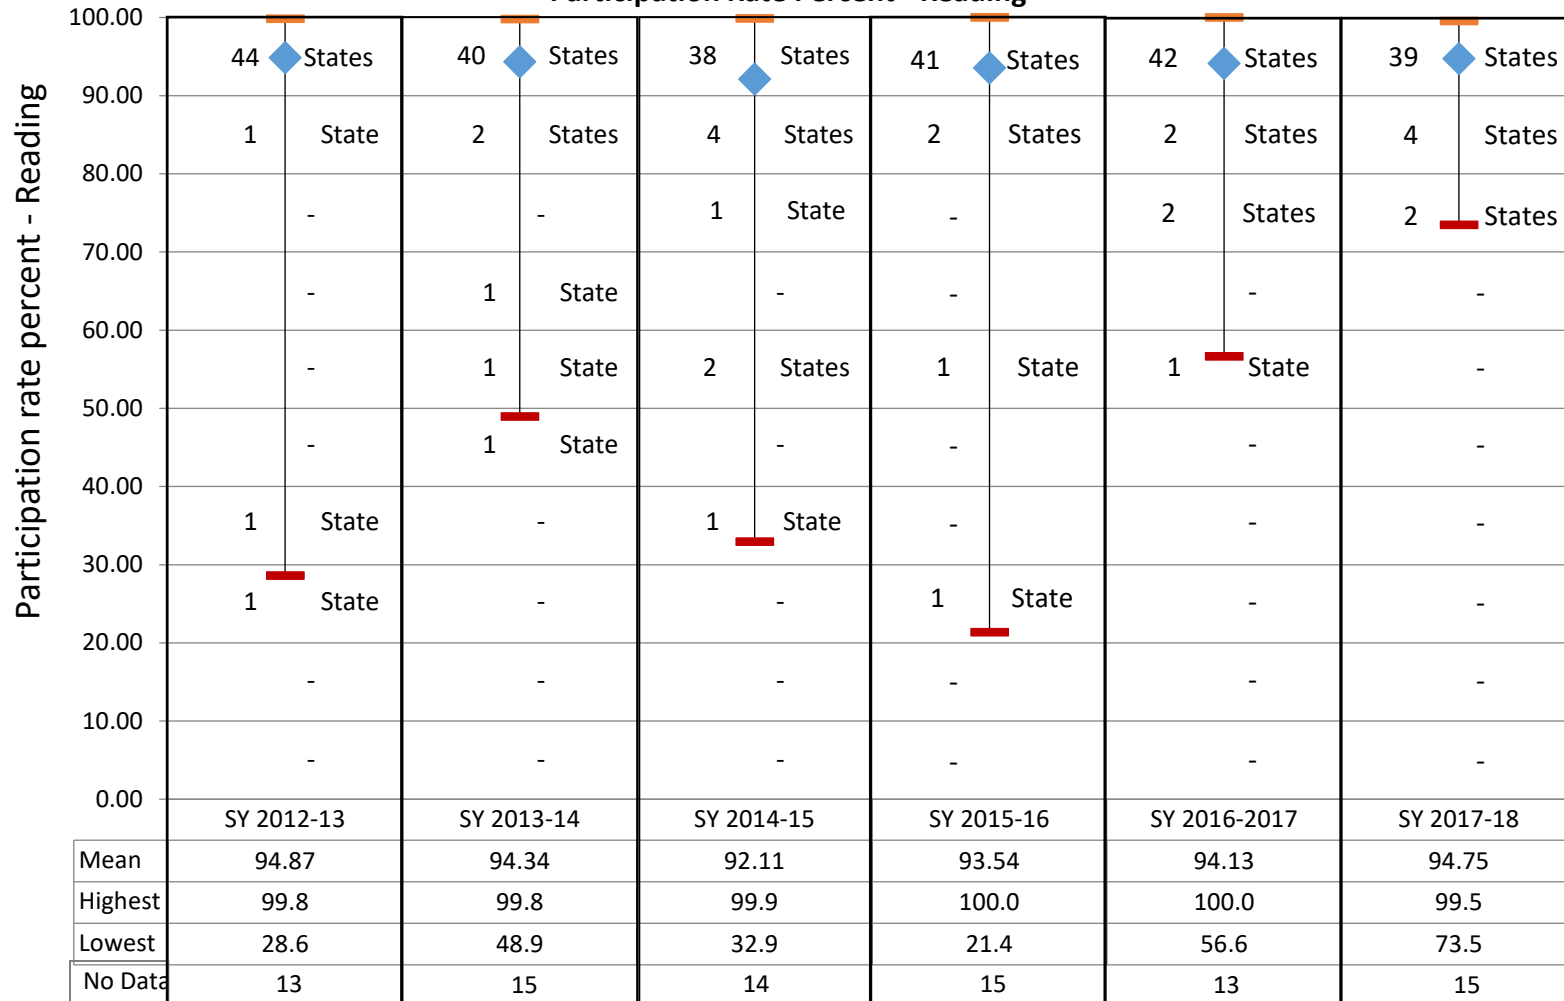 Participation Rate Percent - Reading
Participation rate percent - Reading
100.00
44 States 40 States 38 States 41 States 42 States 39 States
90.00
1 State 2 States 4 States 2 States 2 States 4 States
80.00
- - 1 State - 2 States 2 States
70.00
- 1 State - - - -
60.00
- 1 State 2 States 1 State 1 State -
50.00
- 1 State - - - -
40.00
1 State - 1 State - - -
30.00
1 State - - 1 State - -
20.00
- - - - - -
10.00
- - - - - -
0.00
SY 2012-13 SY 2013-14 SY 2014-15 SY 2015-16 SY 2016-2017 SY 2017-18
Mean 94.87 94.34 92.11 93.54 94.13 94.75
Highest 99.8 99.8 99.9 100.0 100.0 99.5
Lowest 28.6 48.9 32.9 21.4 56.6 73.5
No Data 13 15 14 15 13 15